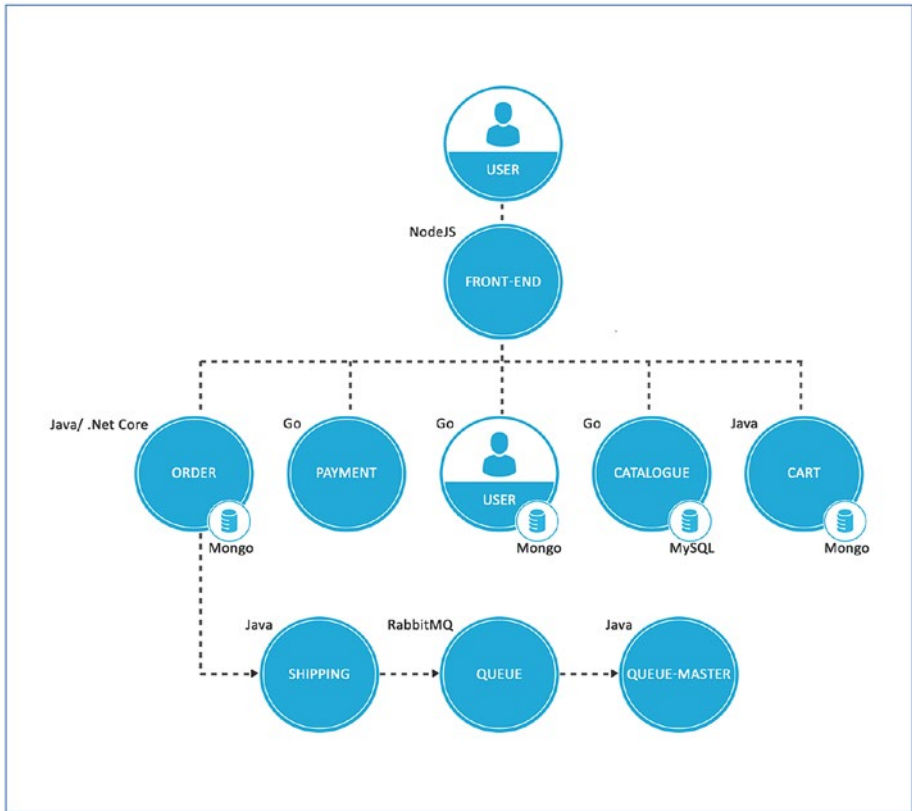 USER
NodeJS
FRONT-END
Java/ .Net Core
Go
Go
Go
Java
ORDER
PAYMENT
USER
CATALOGUE
CART
Mongo
Mongo
MySQL
Mongo
Java
RabbitMQ
Java
SHIPPING
QUEUE
QUEUE-MASTER